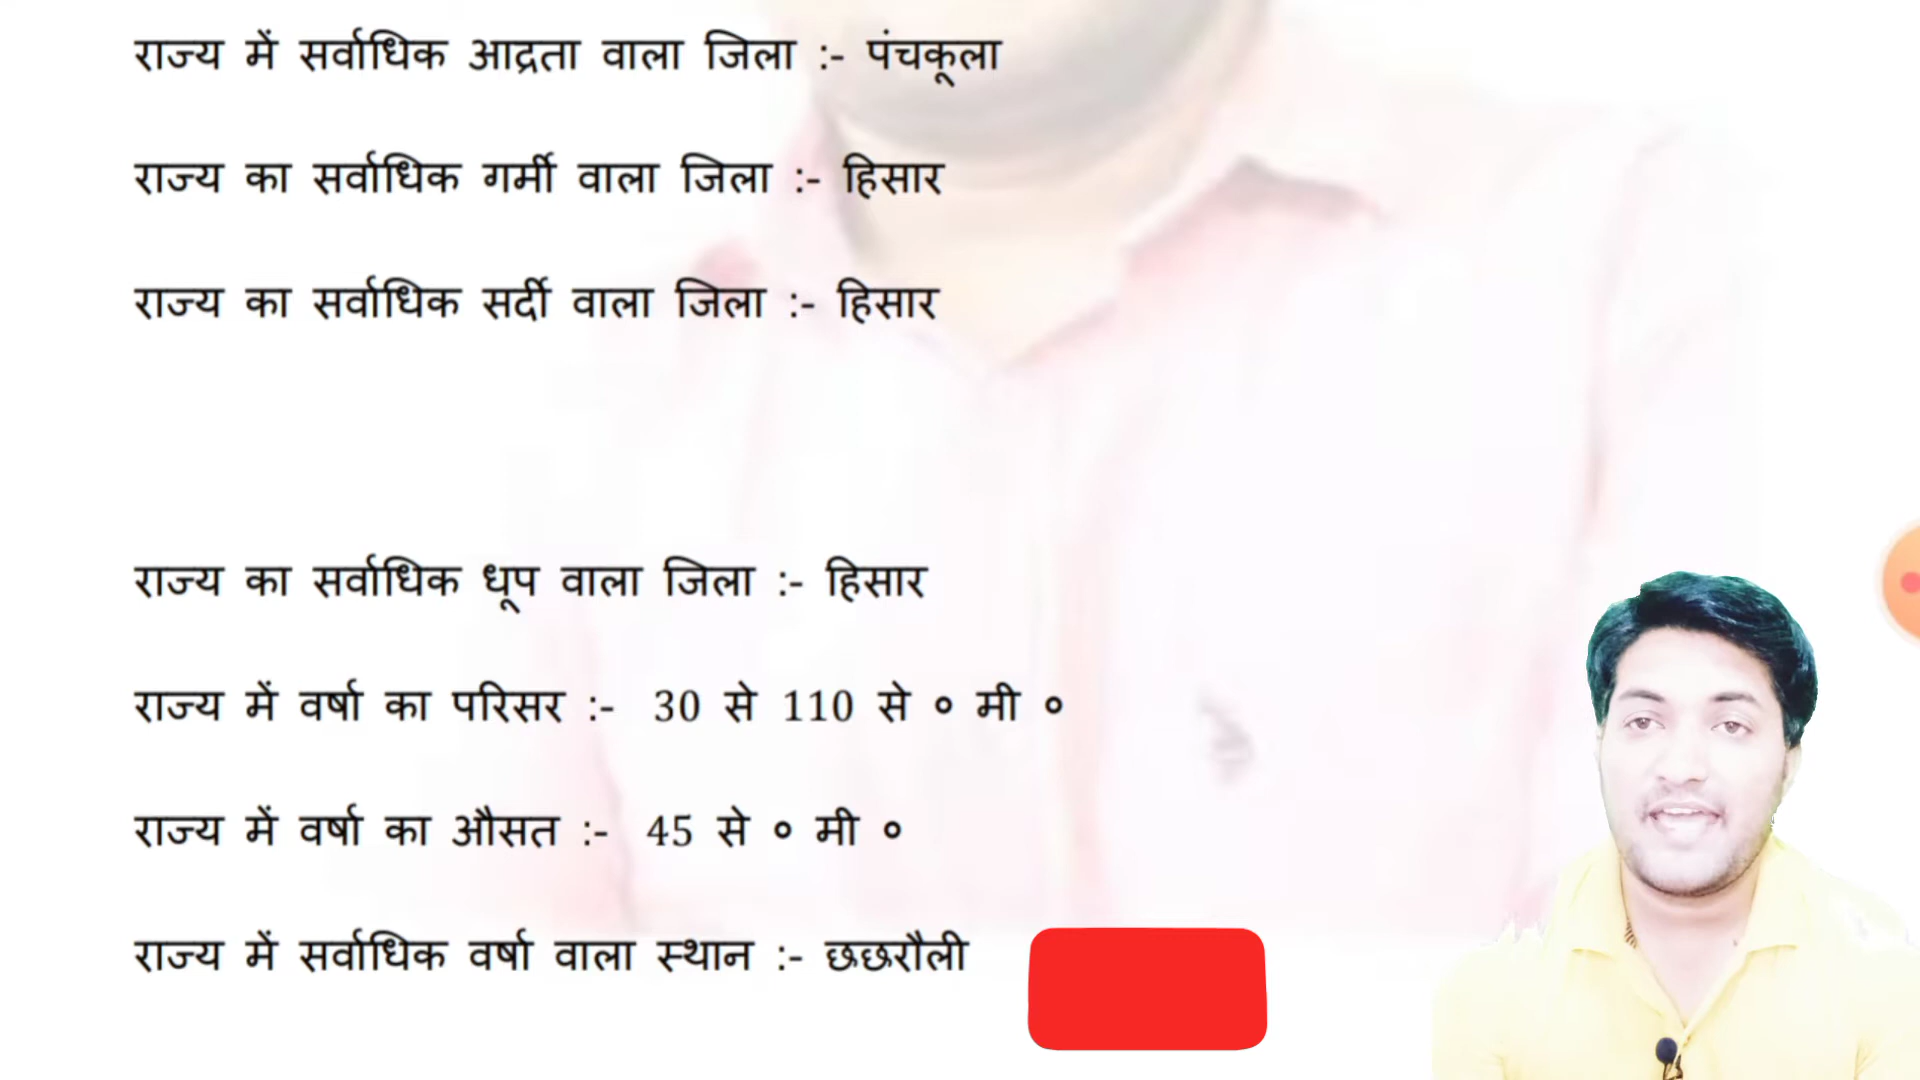 राज्य में सर्वाधिक आद्रता वाला जिला :- पंचकूला
राज्य का सर्वाधिक गर्मी वाला जिला :- हिसार
राज्य का सर्वाधिक सर्दी वाला जिला :- हिसार
राज्य का सर्वाधिक धूप वाला जिला :- हिसार
राज्य में वर्षा का परिसर :- 30 से 110 से ० मी ०
राज्य में वर्षा का औसत :- 45 से ० मी ०
राज्य में सर्वाधिक वर्षा वाला स्थान :- छछरौली